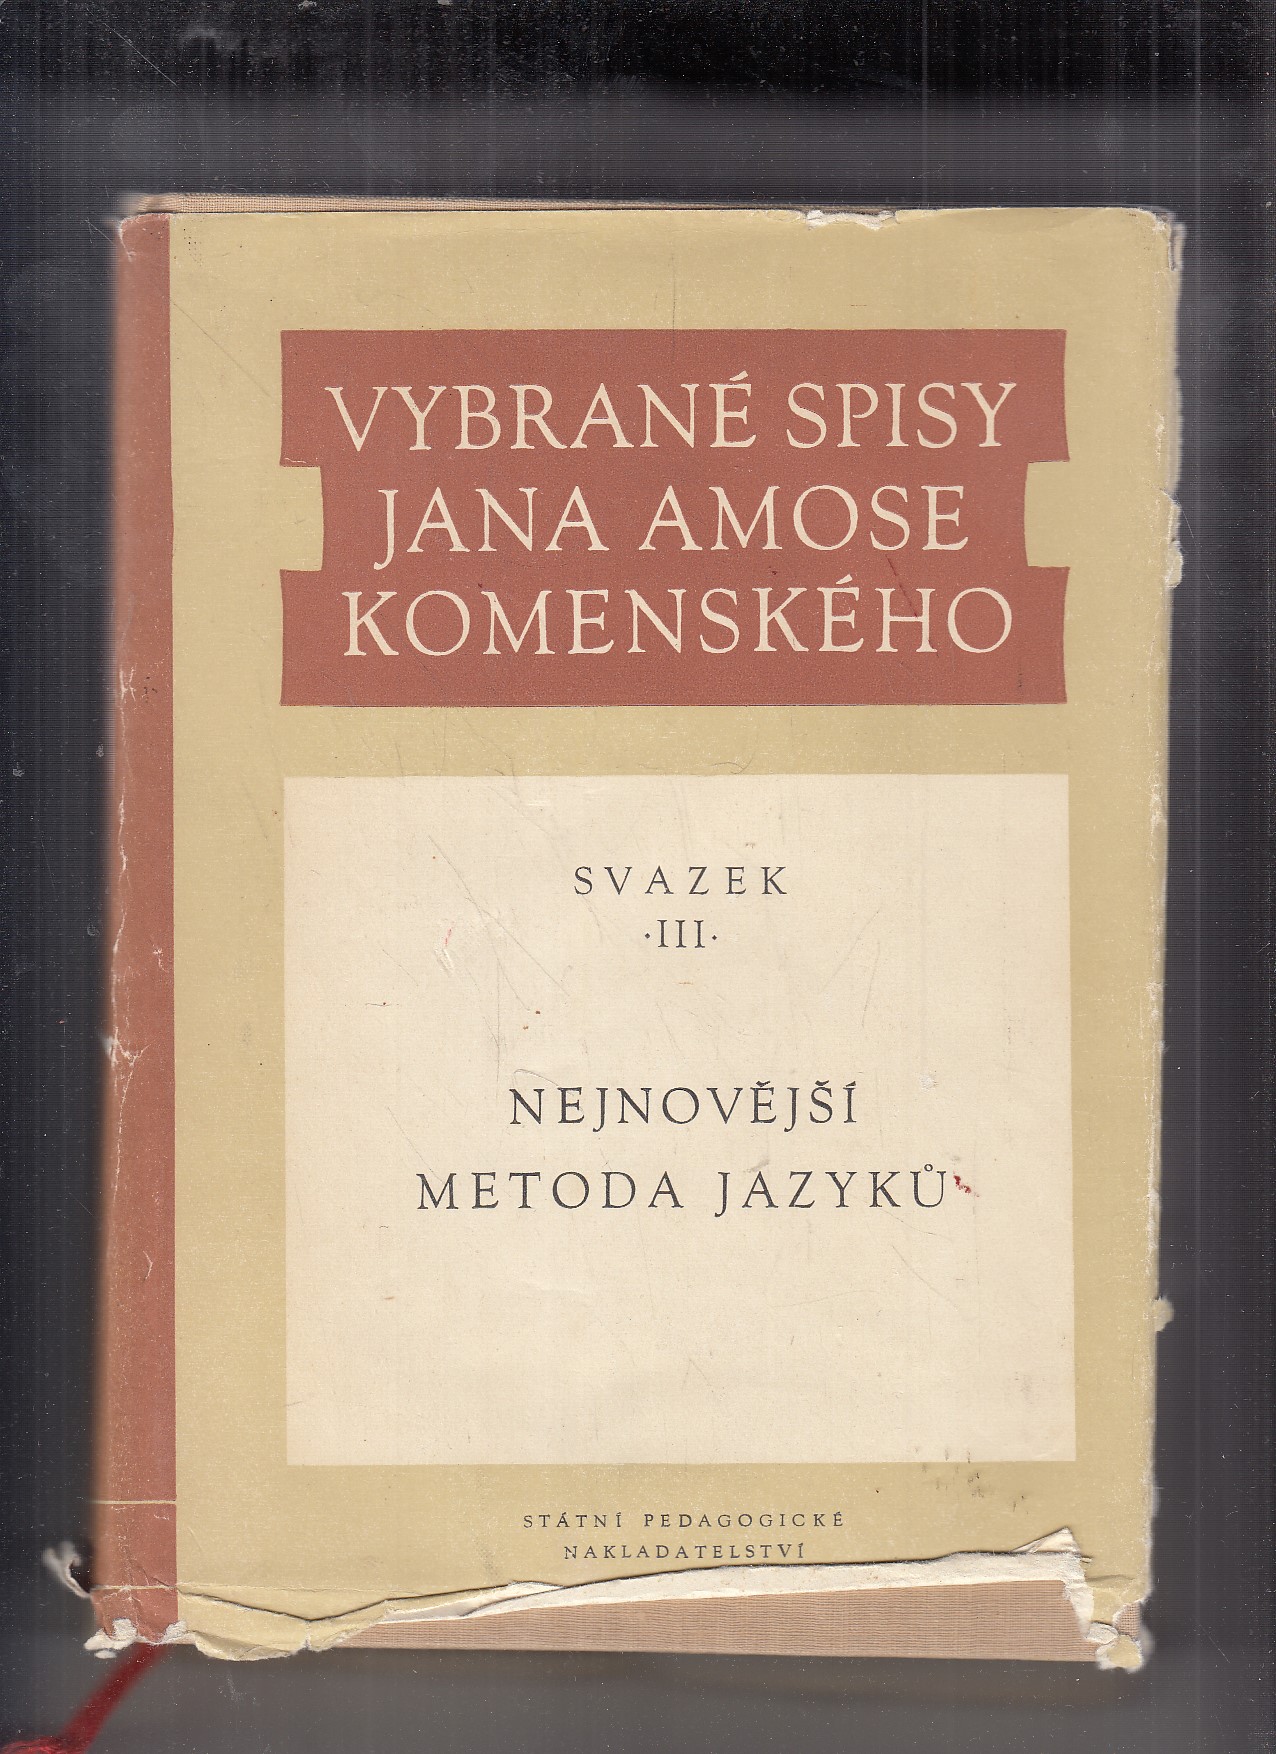 VYBRANÉ SPISY
JANA AMOSE
KOMENSKÉHO
SVAZEK
·III·
NEJNOVĚJŠÍ
METODA JAZYKŮ
STÁTNÍ PEDAGOGICKÉ
NAKLADATELSTVÍ